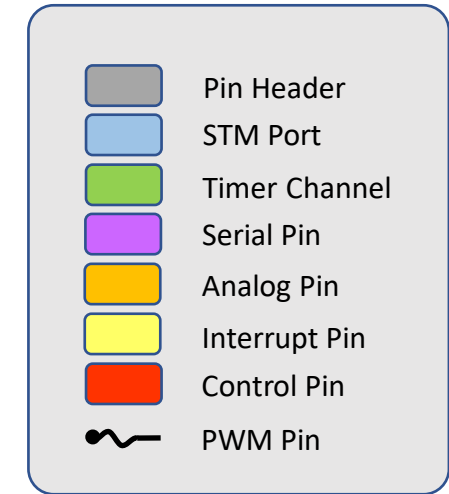 Pin Header
STM Port
Timer Channel
Serial Pin
Analog Pin
Interrupt Pin
Control Pin
PWM Pin